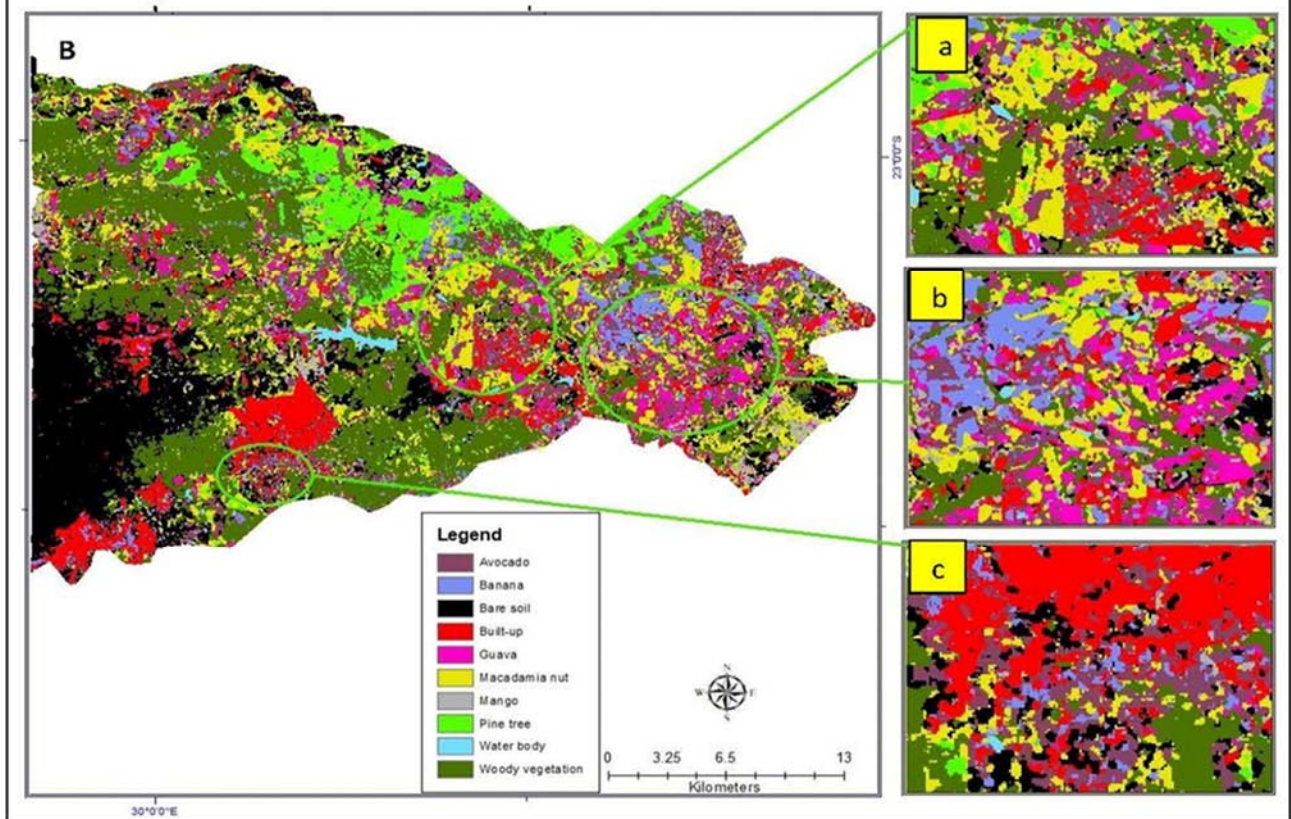 B
a
23°0'0"S
b
c
Legend
Avocado
Banana
Bare soil
Built-up
Guava
Macadamia nut
Mango
Pine tree
Water body
Woody vegetation
N
W E
S
0 3.25 6.5 13
Kilometers
30°0'0"E